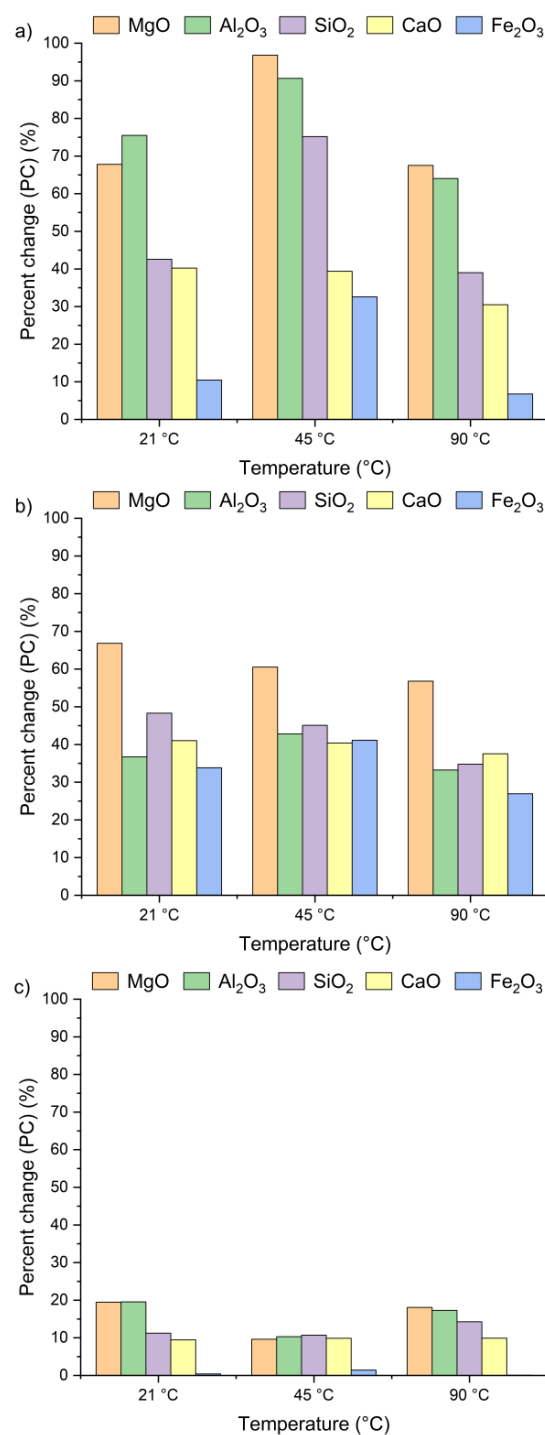 a) MgO Al₂O₃ SiO₂ CaO Fe₂O₃
100
90
80
70
60
50
40
30
20
10
0
Percent change (PC) (%)
21 °C 45 °C 90 °C
Temperature (°C)
b) MgO Al₂O₃ SiO₂ CaO Fe₂O₃
100
90
80
70
60
50
40
30
20
10
0
Percent change (PC) (%)
21 °C 45 °C 90 °C
Temperature (°C)
c) MgO Al₂O₃ SiO₂ CaO Fe₂O₃
100
90
80
70
60
50
40
30
20
10
0
Percent change (PC) (%)
21 °C 45 °C 90 °C
Temperature (°C)